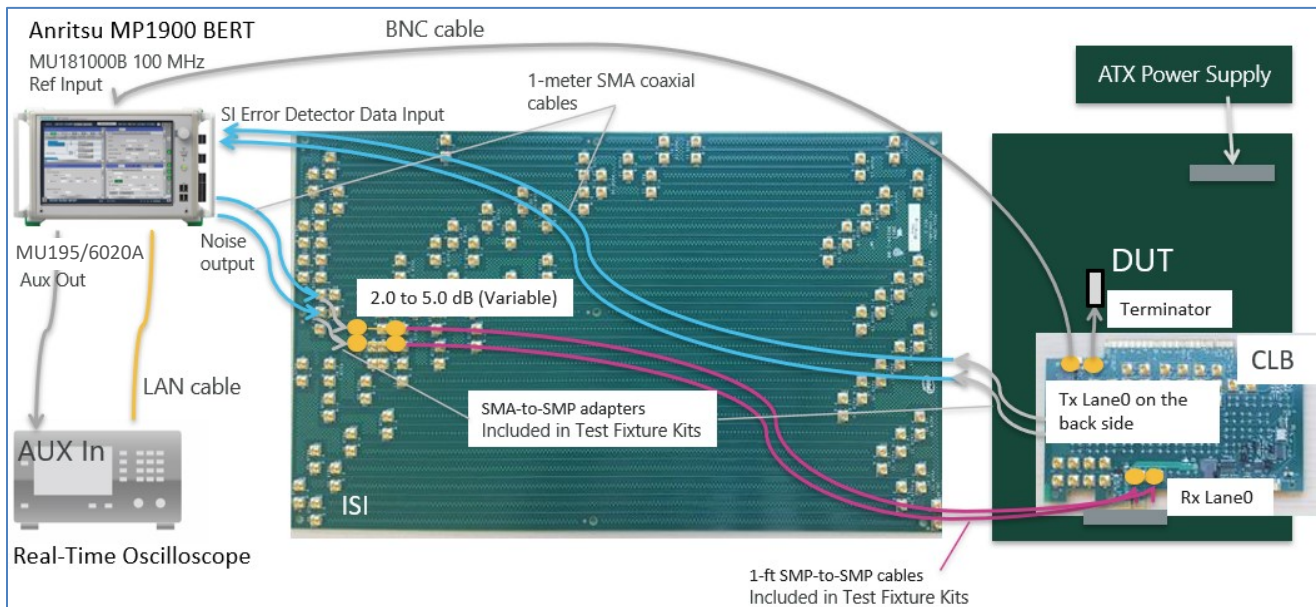 Anritsu MP1900 BERT
MU181000B 100 MHz
Ref Input
BNC cable
1-meter SMA coaxial
cables
SI Error Detector Data Input
ATX Power Supply
MU195/6020A
Aux Out
Noise
output
2.0 to 5.0 dB (Variable)
DUT
Terminator
CLB
LAN cable
Tx Lane0 on the
back side
SMA-to-SMP adapters
Included in Test Fixture Kits
AUX In
ISI
Rx Lane0
Real-Time Oscilloscope
1-ft SMP-to-SMP cables
Included in Test Fixture Kits